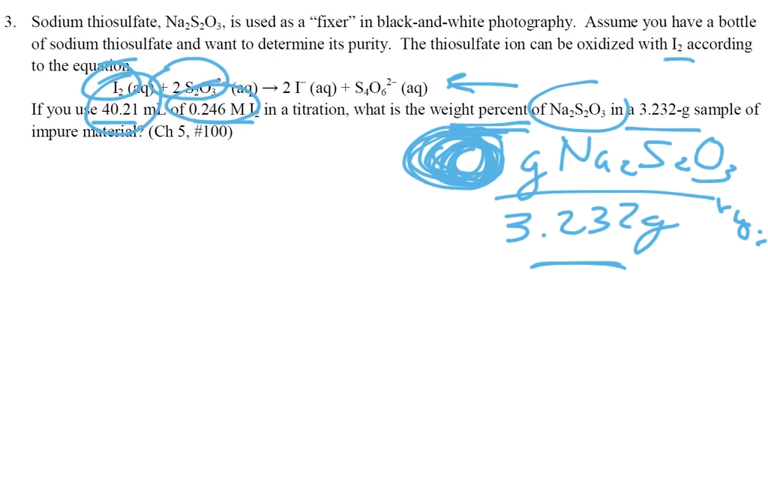 3. Sodium thiosulfate, Na₂S₂O₃, is used as a “fixer” in black-and-white photography. Assume you have a bottle
of sodium thiosulfate and want to determine its purity. The thiosulfate ion can be oxidized with I₂ according
to the equation
I₂ (aq) + 2 S₂O₃²⁻ (aq) → 2 I⁻ (aq) + S₄O₆²⁻ (aq)
If you use 40.21 mL of 0.246 M I₂ in a titration, what is the weight percent of Na₂S₂O₃ in a 3.232-g sample of
impure material? (Ch 5, #100)
g Na₂S₂O₃
3.232g